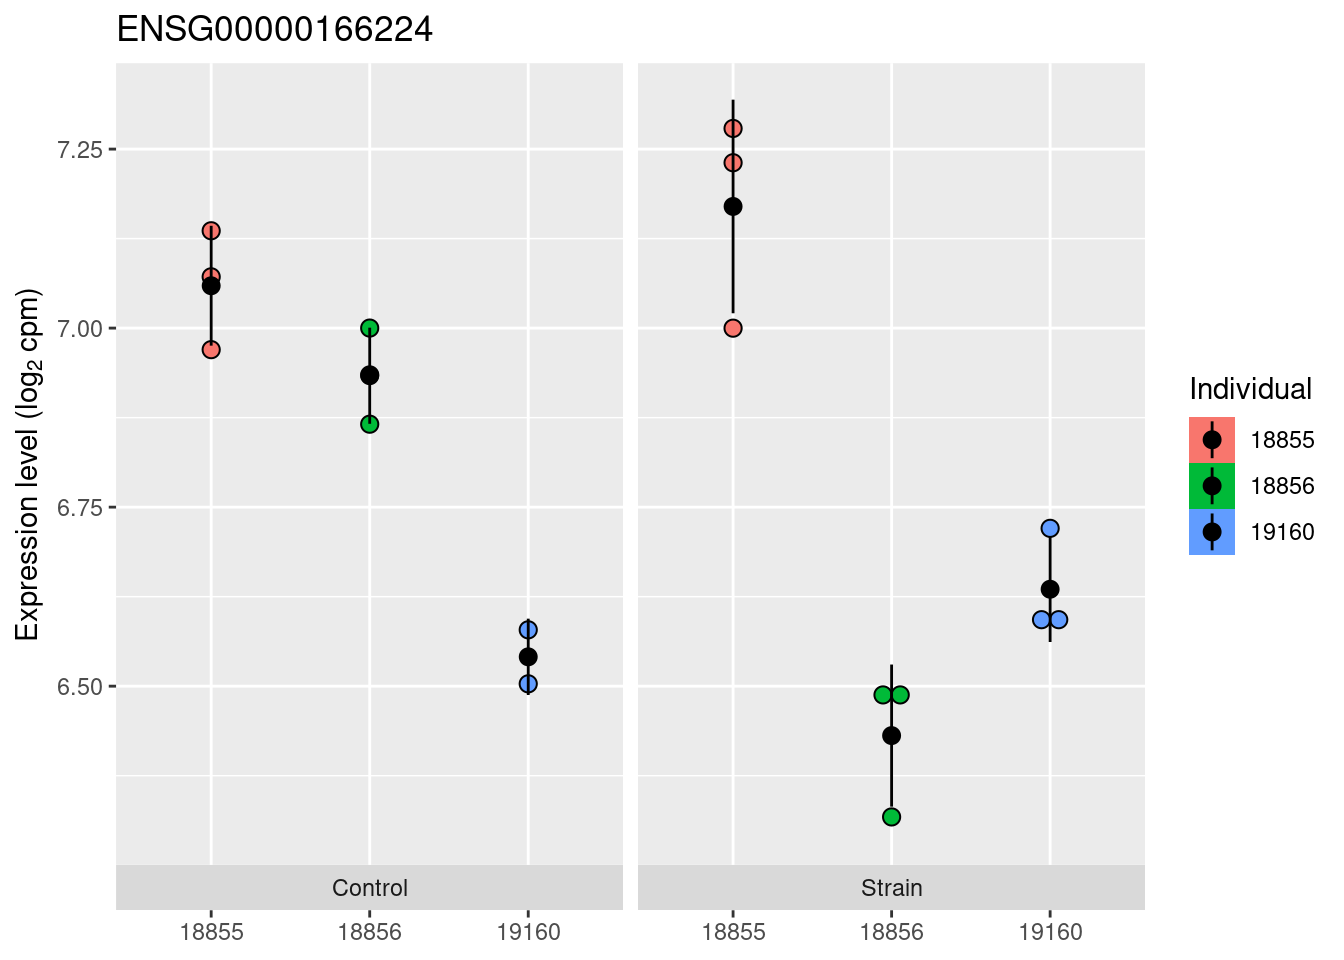 ENSG00000166224
Expression level (log₂ cpm)
7.25
7.00
6.75
6.50
Control
Strain
18855
18856
19160
18855
18856
19160
Individual
18855
18856
19160